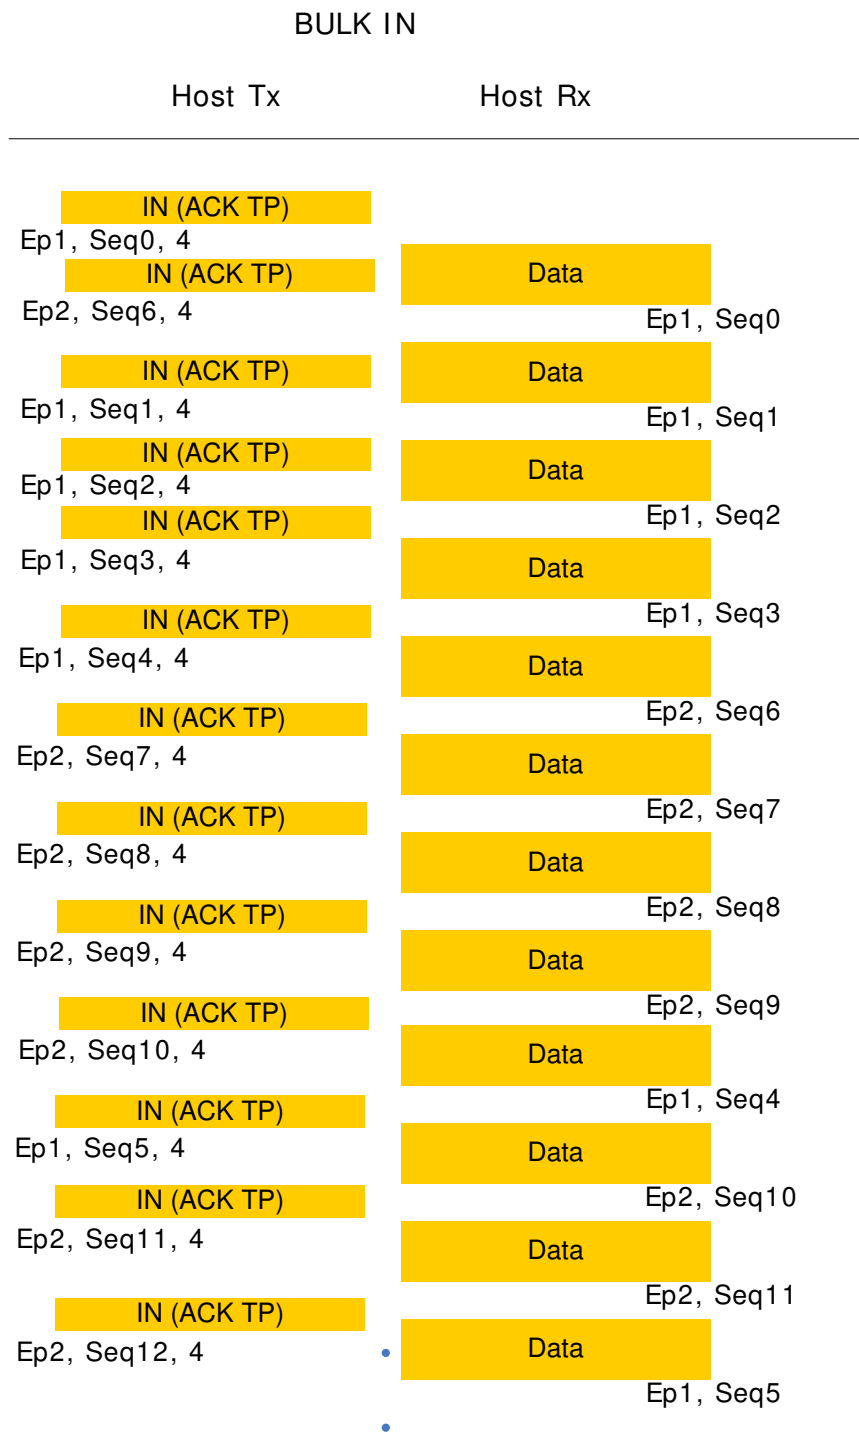 BULK IN
Host Tx Host Rx
IN (ACK TP)
Ep1, Seq0, 4
IN (ACK TP) Data
Ep2, Seq6, 4 Ep1, Seq0
IN (ACK TP) Data
Ep1, Seq1, 4 Ep1, Seq1
IN (ACK TP) Data
Ep1, Seq2, 4
IN (ACK TP) Ep1, Seq2
Ep1, Seq3, 4 Data
IN (ACK TP) Ep1, Seq3
Ep1, Seq4, 4 Data
IN (ACK TP) Ep2, Seq6
Ep2, Seq7, 4 Data
IN (ACK TP) Ep2, Seq7
Ep2, Seq8, 4 Data
IN (ACK TP) Ep2, Seq8
Ep2, Seq9, 4 Data
IN (ACK TP) Ep2, Seq9
Ep2, Seq10, 4 Data
IN (ACK TP) Ep1, Seq4
Ep1, Seq5, 4 Data
IN (ACK TP) Ep2, Seq10
Ep2, Seq11, 4 Data
IN (ACK TP) Ep2, Seq11
Ep2, Seq12, 4 Data
Ep1, Seq5